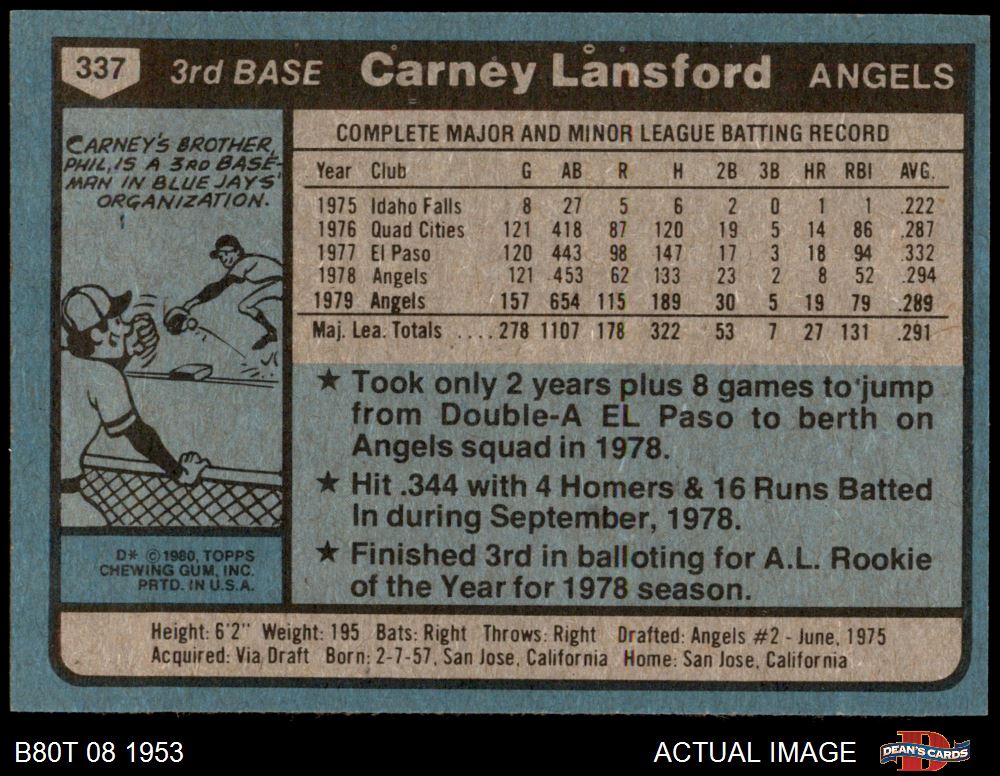 337 3rd BASE Carney Lansford ANGELS
CARNEY'S BROTHER,
PHIL, IS A 3RD BASE-
MAN IN BLUE JAYS'
ORGANIZATION.
COMPLETE MAJOR AND MINOR LEAGUE BATTING RECORD
Year Club G AB R H 2B 3B HR RBI AVG.
1975 Idaho Falls 8 27 5 6 2 0 1 1 .222
1976 Quad Cities 121 418 87 120 19 5 14 86 .287
1977 El Paso 120 443 98 147 17 3 18 94 .332
1978 Angels 121 453 62 133 23 2 8 52 .294
1979 Angels 157 654 115 189 30 5 19 79 .289
Maj. Lea. Totals .... 278 1107 178 322 53 7 27 131 .291
★ Took only 2 years plus 8 games to jump
from Double-A EL Paso to berth on
Angels squad in 1978.
★ Hit .344 with 4 Homers & 16 Runs Batted
In during September, 1978.
★ Finished 3rd in balloting for A.L. Rookie
of the Year for 1978 season.
D* © 1980, TOPPS
CHEWING GUM, INC.
PRTD. IN U.S.A.
Height: 6'2" Weight: 195 Bats: Right Throws: Right Drafted: Angels #2 - June, 1975
Acquired: Via Draft Born: 2-7-57, San Jose, California Home: San Jose, California
B80T 08 1953 ACTUAL IMAGE DEAN'S CARDS